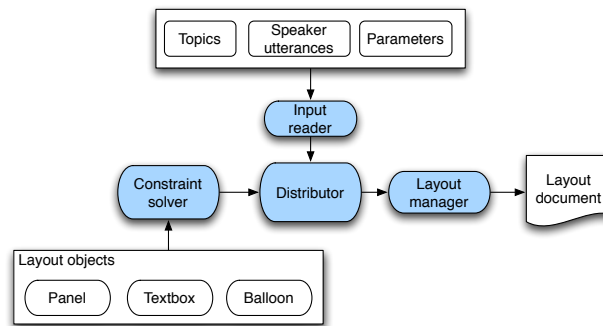 Topics
Speaker
utterances
Parameters
Input
reader
Constraint
solver
Distributor
Layout
manager
Layout
document
Layout objects
Panel
Textbox
Balloon